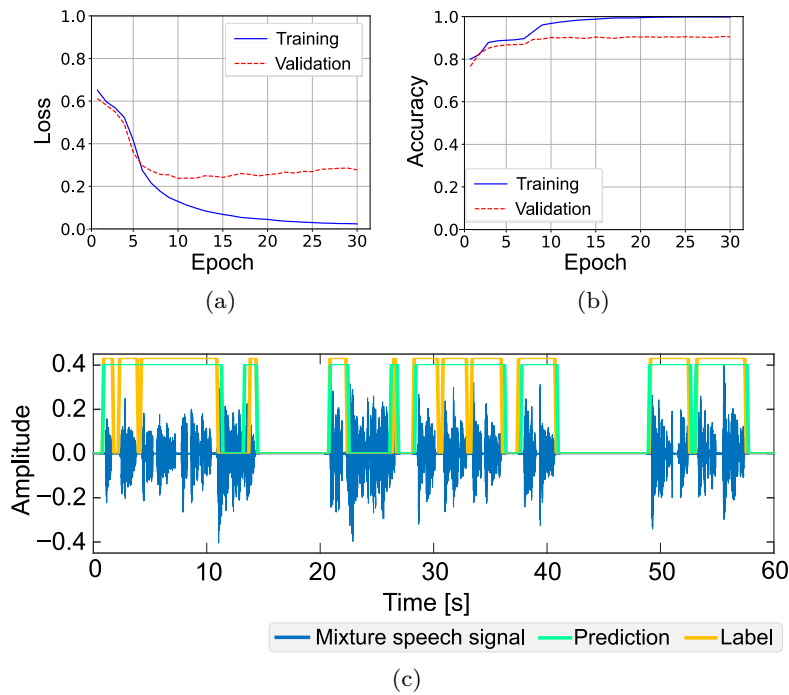 1.0
0.8
0.6
0.4
0.2
0.0
Loss
Training
Validation
0 5 10 15 20 25 30
Epoch
(a)
1.0
0.8
0.6
0.4
0.2
0.0
Accuracy
Training
Validation
0 5 10 15 20 25 30
Epoch
(b)
0.4
0.2
0.0
−0.2
−0.4
Amplitude
0 10 20 30 40 50 60
Time [s]
Mixture speech signal Prediction Label
(c)